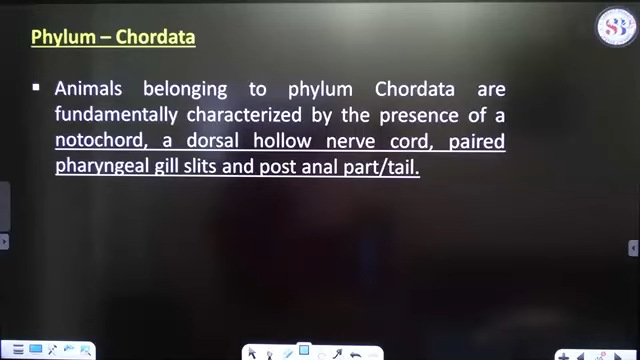 Phylum – Chordata
▪ Animals belonging to phylum Chordata are
fundamentally characterized by the presence of a
notochord, a dorsal hollow nerve cord, paired
pharyngeal gill slits and post anal part/tail.